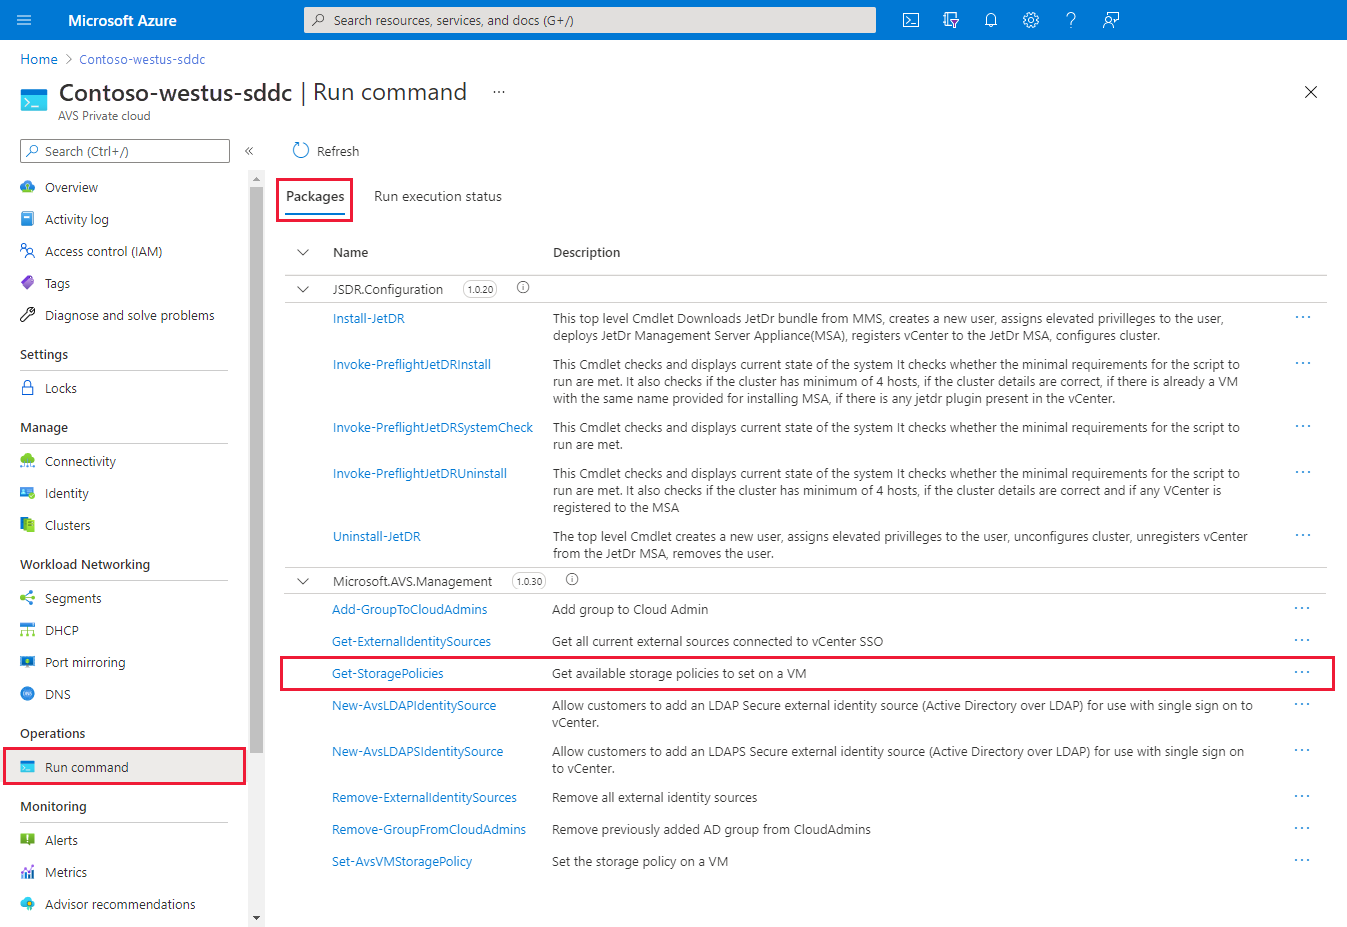 Microsoft Azure
Search resources, services, and docs (G+/)
Home > Contoso-westus-sddc
Contoso-westus-sddc | Run command ...
AVS Private cloud
Search (Ctrl+/)
«
Overview
Activity log
Access control (IAM)
Tags
Diagnose and solve problems
Settings
Locks
Manage
Connectivity
Identity
Clusters
Workload Networking
Segments
DHCP
Port mirroring
DNS
Operations
Run command
Monitoring
Alerts
Metrics
Advisor recommendations
Refresh
Packages Run execution status
Name Description
JSDR.Configuration 1.0.20
Install-JetDR This top level Cmdlet Downloads JetDr bundle from MMS, creates a new user, assigns elevated privilleges to the user,
deploys JetDr Management Server Appliance(MSA), registers vCenter to the JetDr MSA, configures cluster.
Invoke-PreflightJetDRInstall This Cmdlet checks and displays current state of the system It checks whether the minimal requirements for the script to
run are met. It also checks if the cluster has minimum of 4 hosts, if the cluster details are correct, if there is already a VM
with the same name provided for installing MSA, if there is any jetdr plugin present in the vCenter.
Invoke-PreflightJetDRSystemCheck This Cmdlet checks and displays current state of the system It checks whether the minimal requirements for the script to
run are met.
Invoke-PreflightJetDRUninstall This Cmdlet checks and displays current state of the system It checks whether the minimal requirements for the script to
run are met. It also checks if the cluster has minimum of 4 hosts, if the cluster details are correct and if any VCenter is
registered to the MSA
Uninstall-JetDR The top level Cmdlet creates a new user, assigns elevated privilleges to the user, unconfigures cluster, unregisters vCenter
from the JetDr MSA, removes the user.
Microsoft.AVS.Management 1.0.30
Add-GroupToCloudAdmins Add group to Cloud Admin
Get-ExternalIdentitySources Get all current external sources connected to vCenter SSO
Get-StoragePolicies Get available storage policies to set on a VM
New-AvsLDAPIdentitySource Allow customers to add an LDAP Secure external identity source (Active Directory over LDAP) for use with single sign on to
vCenter.
New-AvsLDAPSIdentitySource Allow customers to add an LDAPS Secure external identity source (Active Directory over LDAP) for use with single sign on
to vCenter.
Remove-ExternalIdentitySources Remove all external identity sources
Remove-GroupFromCloudAdmins Remove previously added AD group from CloudAdmins
Set-AvsVMStoragePolicy Set the storage policy on a VM